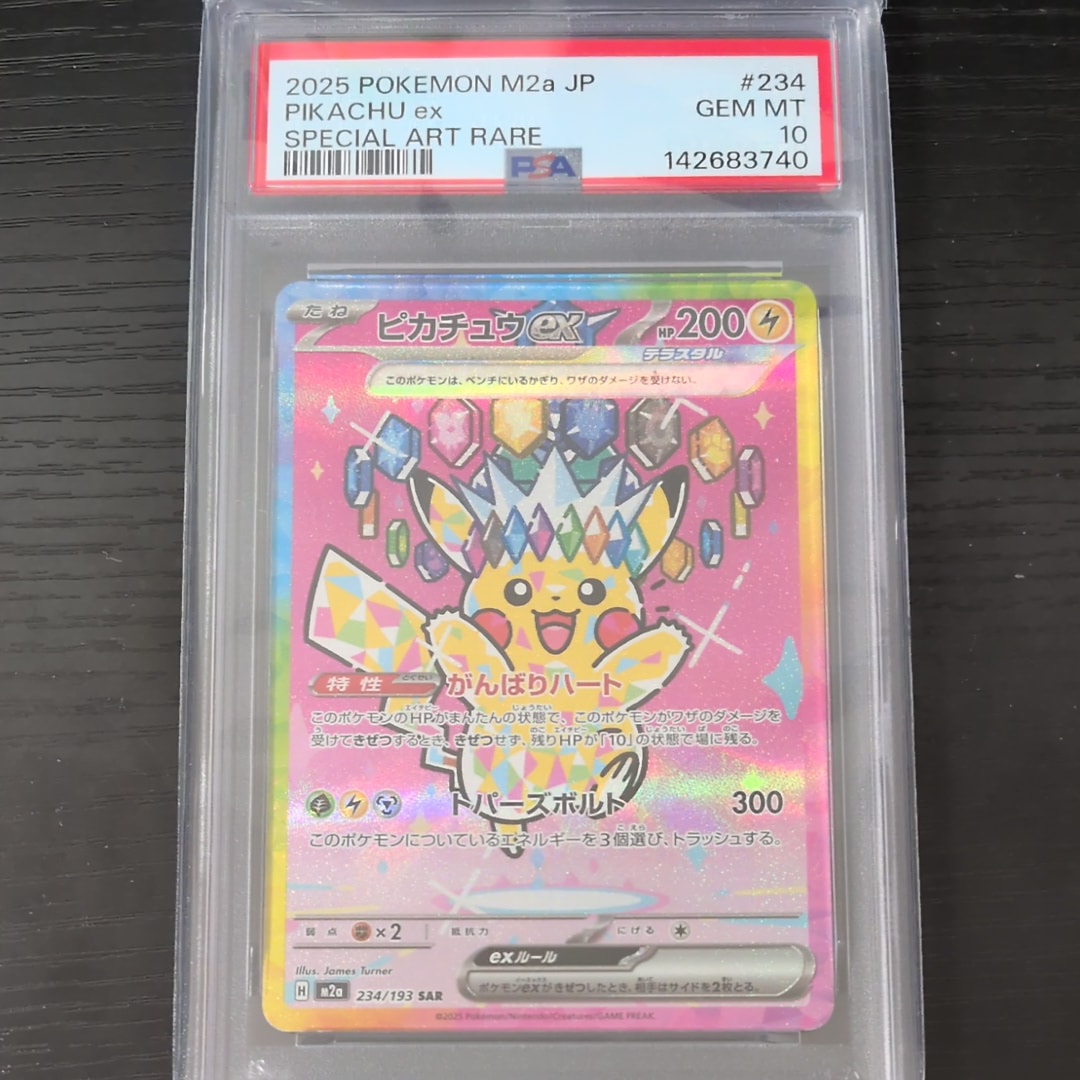 2025 POKEMON M2a JP #234
PIKACHU ex GEM MT
SPECIAL ART RARE 10
PSA 142683740
たね ピカチュウex HP200
テラスタル
このポケモンは、ベンチにいるかぎり、ワザのダメージを受けない。
特性 とくせい がんばりハート
このポケモンのHPがまんたんの状態で、このポケモンがワザのダメージを
受けてきぜつするとき、きぜつせず、残りHPが「10」の状態で場に残る。
トパーズボルト 300
このポケモンについているエネルギーを3個選び、トラッシュする。
弱点 ×2 抵抗力 にげる
exルール
ポケモンexがきぜつしたとき、相手はサイドを2枚とる。
Illus. James Turner
H m2a 234/193 SAR
©2025 Pokémon/Nintendo/Creatures/GAME FREAK.